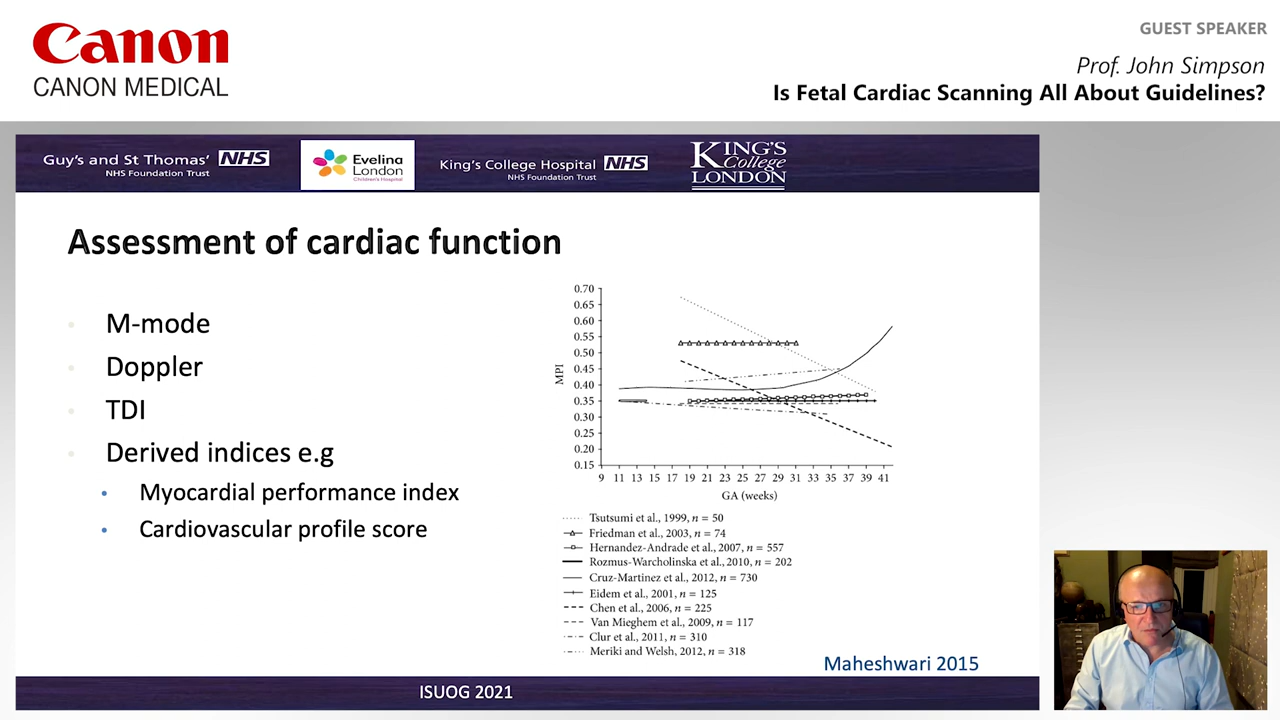 Canon
CANON MEDICAL
GUEST SPEAKER
Prof. John Simpson
Is Fetal Cardiac Scanning All About Guidelines?
Guy's and St Thomas' NHS
NHS Foundation Trust
Evelina
London
Children's Hospital
King's College Hospital NHS
NHS Foundation Trust
KING'S
College
LONDON
Assessment of cardiac function
• M-mode
• Doppler
• TDI
• Derived indices e.g
• Myocardial performance index
• Cardiovascular profile score
0.70
0.65
0.60
0.55
0.50
0.45
0.40
0.35
0.30
0.25
0.20
0.15
MPI
9 11 13 15 17 19 21 23 25 27 29 31 33 35 37 39 41
GA (weeks)
Tsutsumi et al., 1999, n = 50
Friedman et al., 2003, n = 74
Hernandez-Andrade et al., 2007, n = 557
Rozmus-Warcholinska et al., 2010, n = 202
Cruz-Martinez et al., 2012, n = 730
Eidem et al., 2001, n = 125
Chen et al., 2006, n = 225
Van Mieghem et al., 2009, n = 117
Clur et al., 2011, n = 310
Meriki and Welsh, 2012, n = 318
Maheshwari 2015
ISUOG 2021